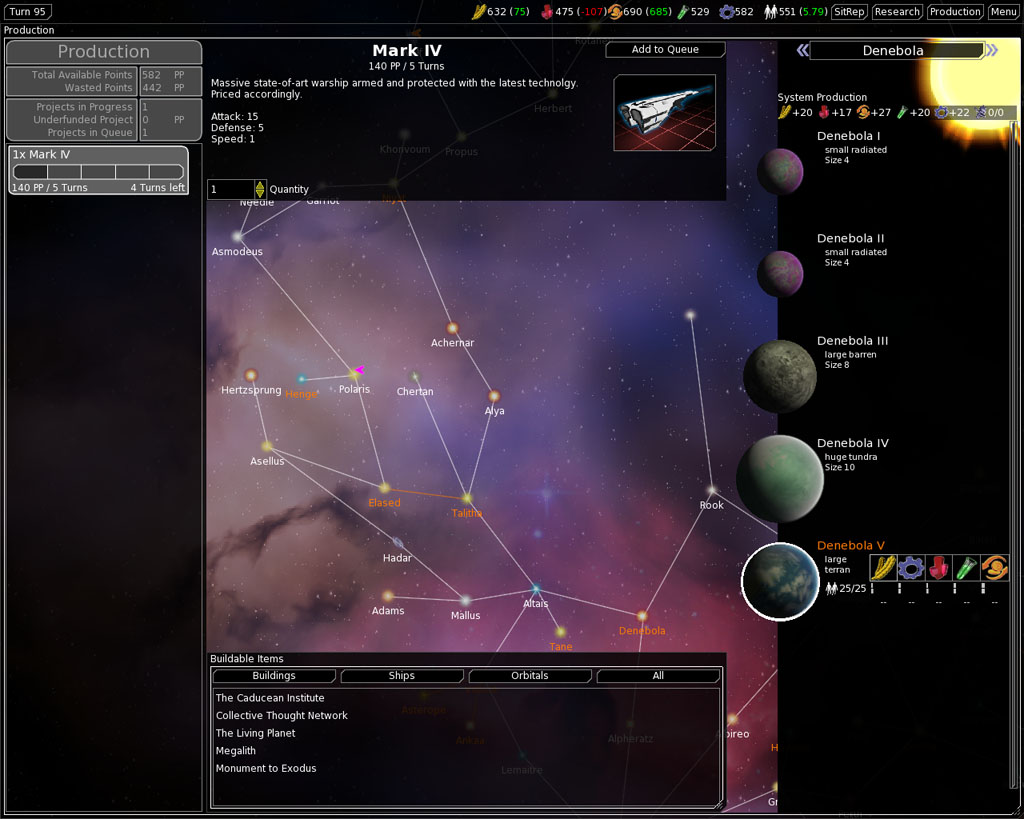 Turn 95
632 (75)
475 (-107)
690 (685)
529
582
551 (5.79)
SitRep
Research
Production
Menu
Production
Production
Total Available Points 582 PP
Wasted Points 442 PP
Projects in Progress 1
Underfunded Project 0 PP
Projects in Queue 1
1x Mark IV
140 PP / 5 Turns 4 Turns left
Mark IV
140 PP / 5 Turns
Add to Queue
Massive state-of-art warship armed and protected with the latest technolgy.
Priced accordingly.
Attack: 15
Defense: 5
Speed: 1
1 Quantity
Herbert
Khonvoum
Propus
Needle
Garnot
Asmodeus
Achernar
Hertzsprung
Henge
Polaris
Chertan
Alya
Asellus
Elased
Talitha
Rook
Hadar
Adams
Mallus
Altais
Tane
Denebola
Buildable Items
Buildings
Ships
Orbitals
All
The Caducean Institute
Collective Thought Network
The Living Planet
Megalith
Monument to Exodus
Asterope
Ankaa
Alpheratz
Lemaitre
Denebola
System Production
+20 +17 +27 +20 +22 0/0
Denebola I
small radiated
Size 4
Denebola II
small radiated
Size 4
Denebola III
large barren
Size 8
Denebola IV
huge tundra
Size 10
Denebola V
large
terran
25/25